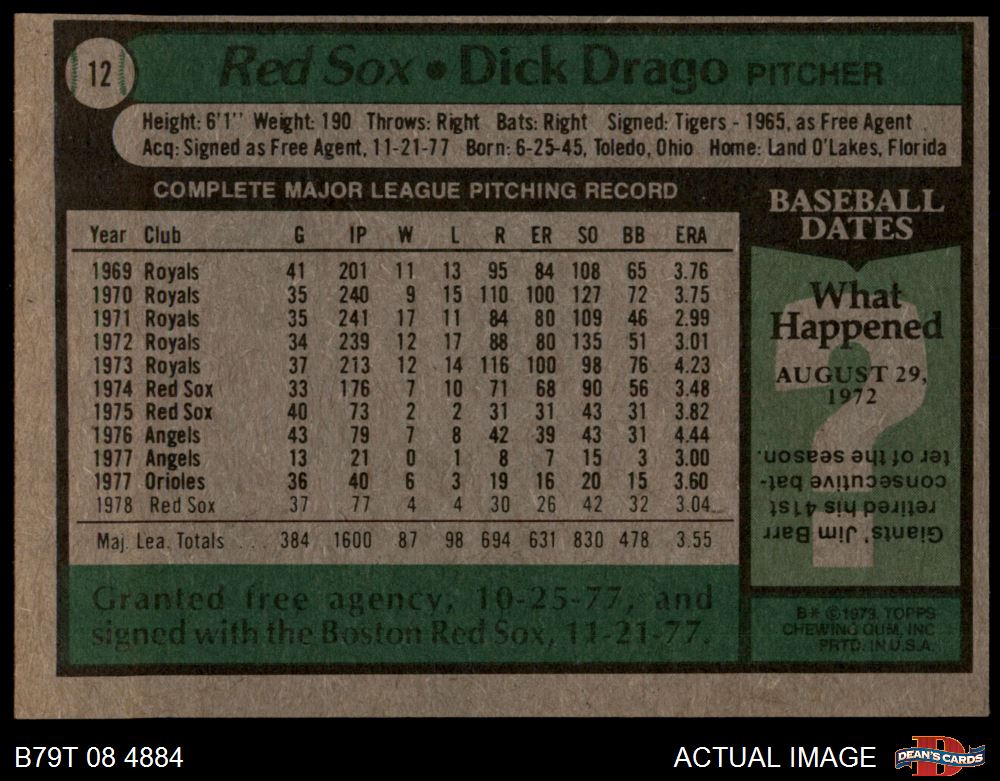 12
Red Sox • Dick Drago PITCHER
Height: 6'1" Weight: 190 Throws: Right Bats: Right Signed: Tigers - 1965, as Free Agent
Acq: Signed as Free Agent, 11-21-77 Born: 6-25-45, Toledo, Ohio Home: Land O'Lakes, Florida
COMPLETE MAJOR LEAGUE PITCHING RECORD
Year Club G IP W L R ER SO BB ERA
1969 Royals 41 201 11 13 95 84 108 65 3.76
1970 Royals 35 240 9 15 110 100 127 72 3.75
1971 Royals 35 241 17 11 84 80 109 46 2.99
1972 Royals 34 239 12 17 88 80 135 51 3.01
1973 Royals 37 213 12 14 116 100 98 76 4.23
1974 Red Sox 33 176 7 10 71 68 90 56 3.48
1975 Red Sox 40 73 2 2 31 31 43 31 3.82
1976 Angels 43 79 7 8 42 39 43 31 4.44
1977 Angels 13 21 0 1 8 7 15 3 3.00
1977 Orioles 36 40 6 3 19 16 20 15 3.60
1978 Red Sox 37 77 4 4 30 26 42 32 3.04
Maj. Lea. Totals ... 384 1600 87 98 694 631 830 478 3.55
Granted free agency, 10-25-77, and
signed with the Boston Red Sox, 11-21-77.
BASEBALL
DATES
What
Happened
AUGUST 29,
1972
?
Giants' Jim Barr
retired his 41st
consecutive bat-
ter of the season.
B* ©1979, TOPPS
CHEWING GUM, INC
PRTD. IN U.S.A.
B79T 08 4884
ACTUAL IMAGE
D
DEAN'S CARDS